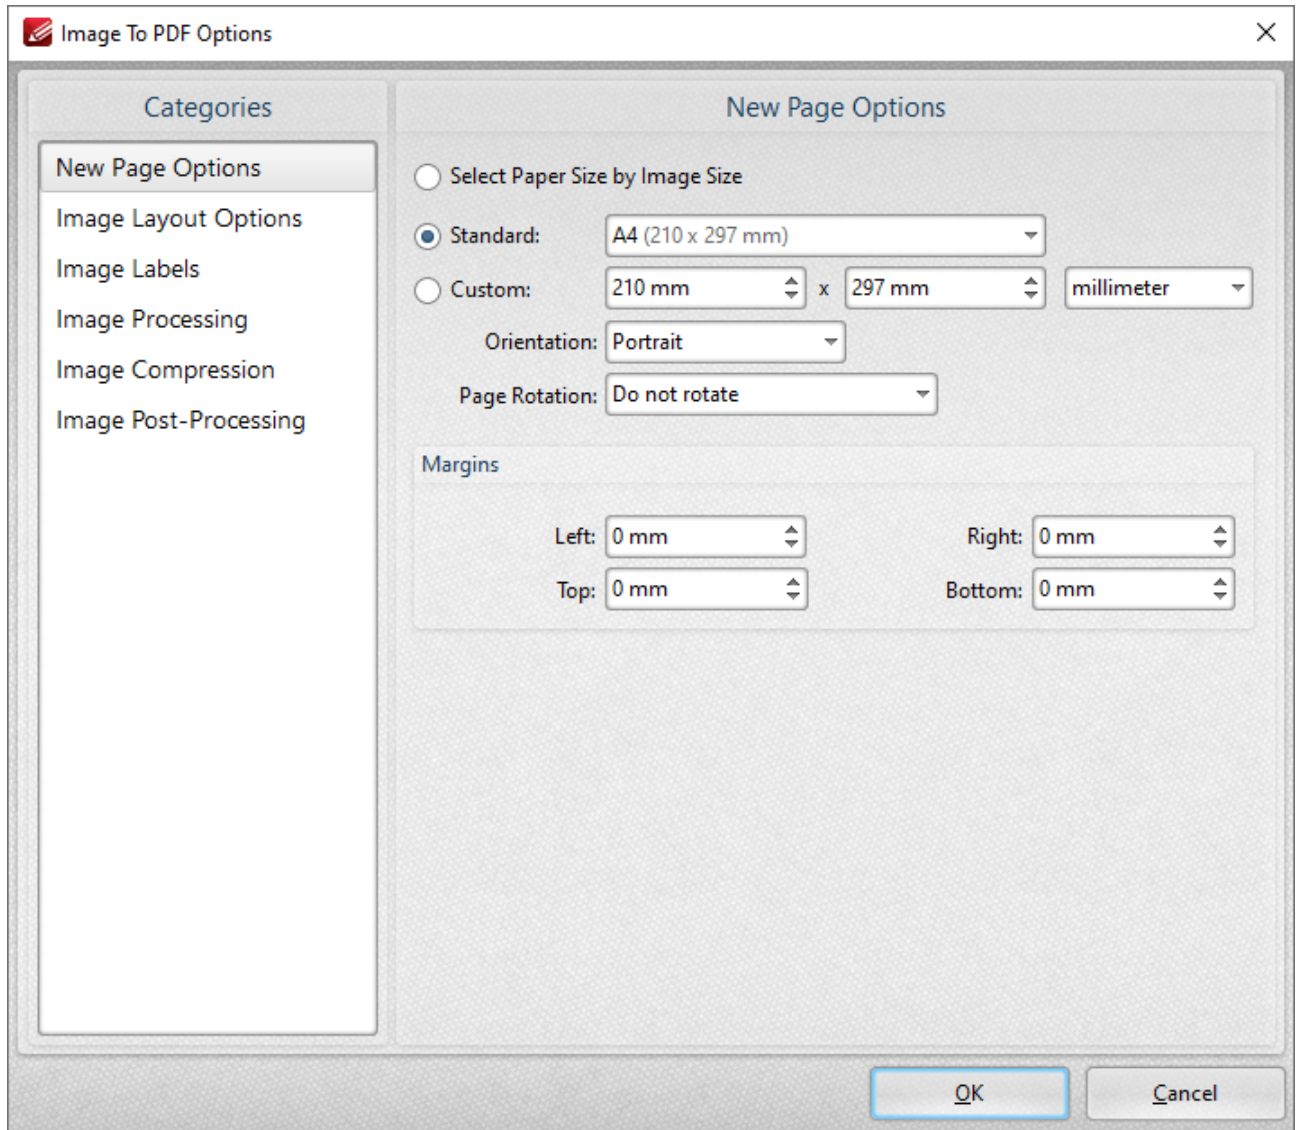 Image To PDF Options
Categories
New Page Options
Image Layout Options
Image Labels
Image Processing
Image Compression
Image Post-Processing
New Page Options
Select Paper Size by Image Size
Standard: A4 (210 x 297 mm)
Custom: 210 mm x 297 mm millimeter
Orientation: Portrait
Page Rotation: Do not rotate
Margins
Left: 0 mm Right: 0 mm
Top: 0 mm Bottom: 0 mm
OK Cancel